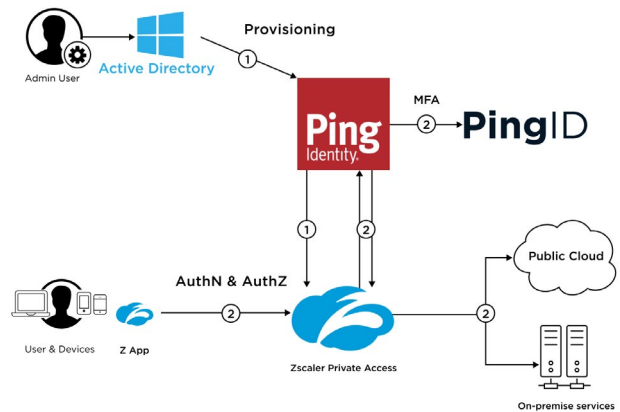 Provisioning
1
Admin User
Active Directory
Ping
Identity.
MFA
2
PingID
1
2
AuthN & AuthZ
2
User & Devices
Z App
Zscaler Private Access
2
Public Cloud
On-premise services